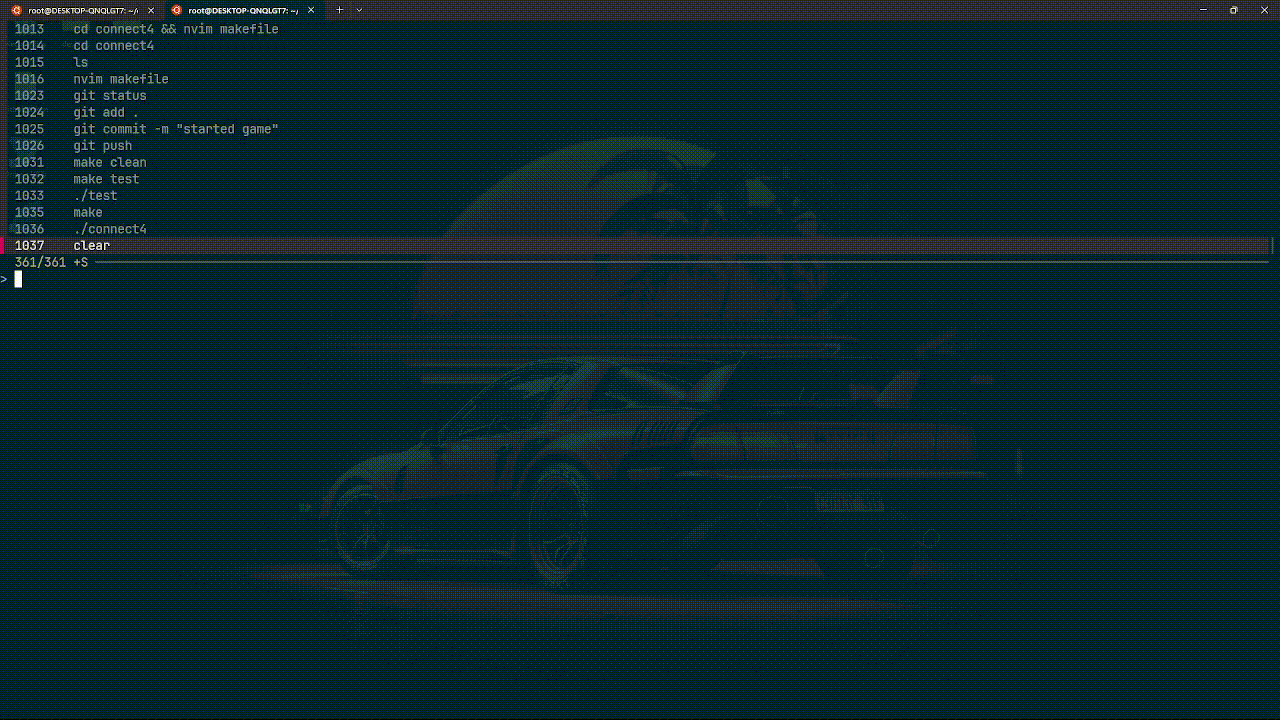 root@DESKTOP-QNQLGT7: ~/ root@DESKTOP-QNQLGT7: ~/
1013 cd connect4 && nvim makefile
1014 cd connect4
1015 ls
1016 nvim makefile
1023 git status
1024 git add .
1025 git commit -m "started game"
1026 git push
1031 make clean
1032 make test
1033 ./test
1035 make
1036 ./connect4
1037 clear
361/361 +S
>